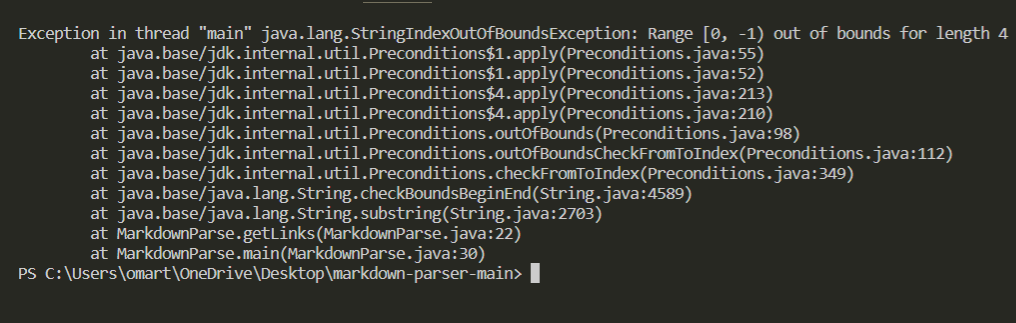 Exception in thread "main" java.lang.StringIndexOutOfBoundsException: Range [0, -1) out of bounds for length 4
at java.base/jdk.internal.util.Preconditions$1.apply(Preconditions.java:55)
at java.base/jdk.internal.util.Preconditions$1.apply(Preconditions.java:52)
at java.base/jdk.internal.util.Preconditions$4.apply(Preconditions.java:213)
at java.base/jdk.internal.util.Preconditions$4.apply(Preconditions.java:210)
at java.base/jdk.internal.util.Preconditions.outOfBounds(Preconditions.java:98)
at java.base/jdk.internal.util.Preconditions.outOfBoundsCheckFromToIndex(Preconditions.java:112)
at java.base/jdk.internal.util.Preconditions.checkFromToIndex(Preconditions.java:349)
at java.base/java.lang.String.checkBoundsBeginEnd(String.java:4589)
at java.base/java.lang.String.substring(String.java:2703)
at MarkdownParse.getLinks(MarkdownParse.java:22)
at MarkdownParse.main(MarkdownParse.java:30)
PS C:\Users\omart\OneDrive\Desktop\markdown-parser-main>